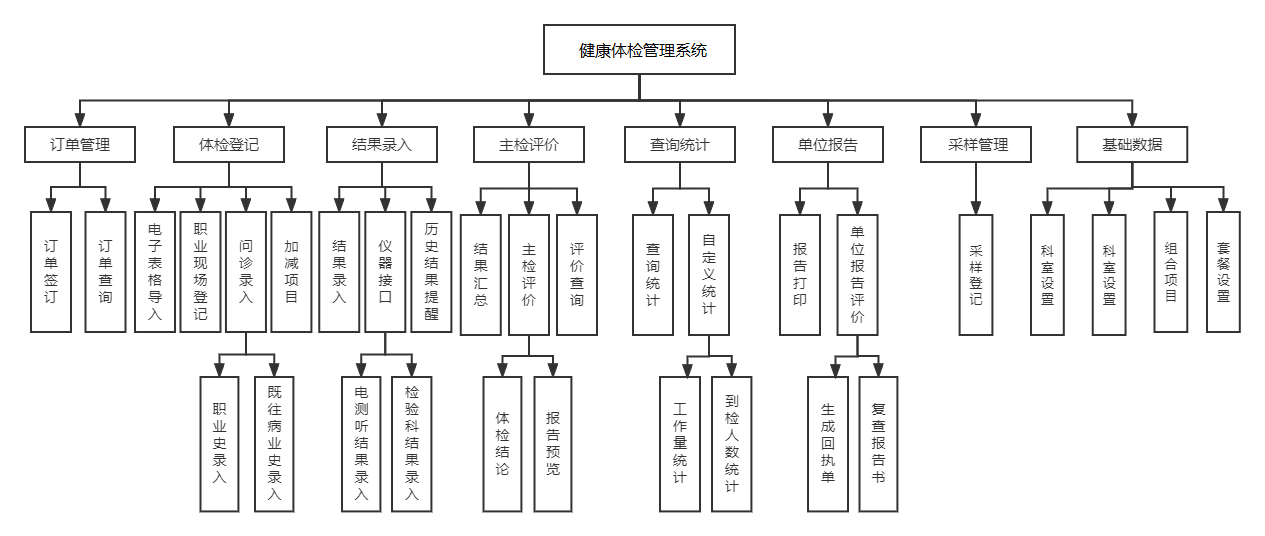 健康体检管理系统
订单管理
体检登记
结果录入
主检评价
查询统计
单位报告
采样管理
基础数据
订单签订
订单查询
电子表格导入
职业现场登记
问诊录入
加减项目
结果录入
仪器接口
历史结果提醒
结果汇总
主检评价
评价查询
查询统计
自定义统计
报告打印
单位报告评价
采样登记
科室设置
科室设置
组合项目
套餐设置
职业史录入
既往病业史录入
电测听结果录入
检验科结果录入
体检结论
报告预览
工作量统计
到检人数统计
生成回执单
复查报告书